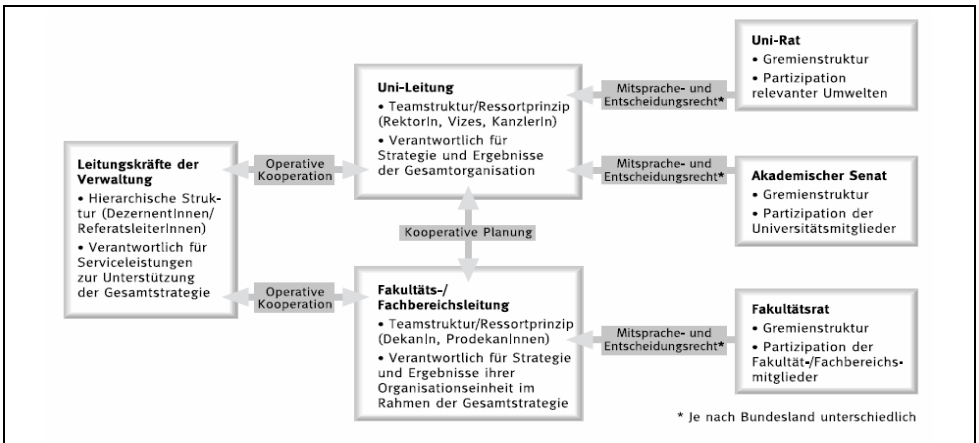 Uni-Rat
• Gremienstruktur
• Partizipation
relevanter Umwelten
Mitsprache- und
Entscheidungsrecht*
Uni-Leitung
• Teamstruktur/Ressortprinzip
(RektorIn, Vizes, KanzlerIn)
• Verantwortlich für
Strategie und Ergebnisse
der Gesamtorganisation
Leitungskräfte der
Verwaltung
• Hierarchische Struk-
tur (DezernentInnen/
ReferatsleiterInnen)
• Verantwortlich für
Serviceleistungen
zur Unterstützung
der Gesamtstrategie
Operative
Kooperation
Mitsprache- und
Entscheidungsrecht*
Akademischer Senat
• Gremienstruktur
• Partizipation der
Universitätsmitglieder
Kooperative Planung
Operative
Kooperation
Fakultäts-/
Fachbereichsleitung
• Teamstruktur/Ressortprinzip
(DekanIn, ProdekanInnen)
• Verantwortlich für Strategie
und Ergebnisse ihrer
Organisationseinheit im
Rahmen der Gesamtstrategie
Mitsprache- und
Entscheidungsrecht*
Fakultätsrat
• Gremienstruktur
• Partizipation der
Fakultät-/Fachbereichs-
mitglieder
* Je nach Bundesland unterschiedlich